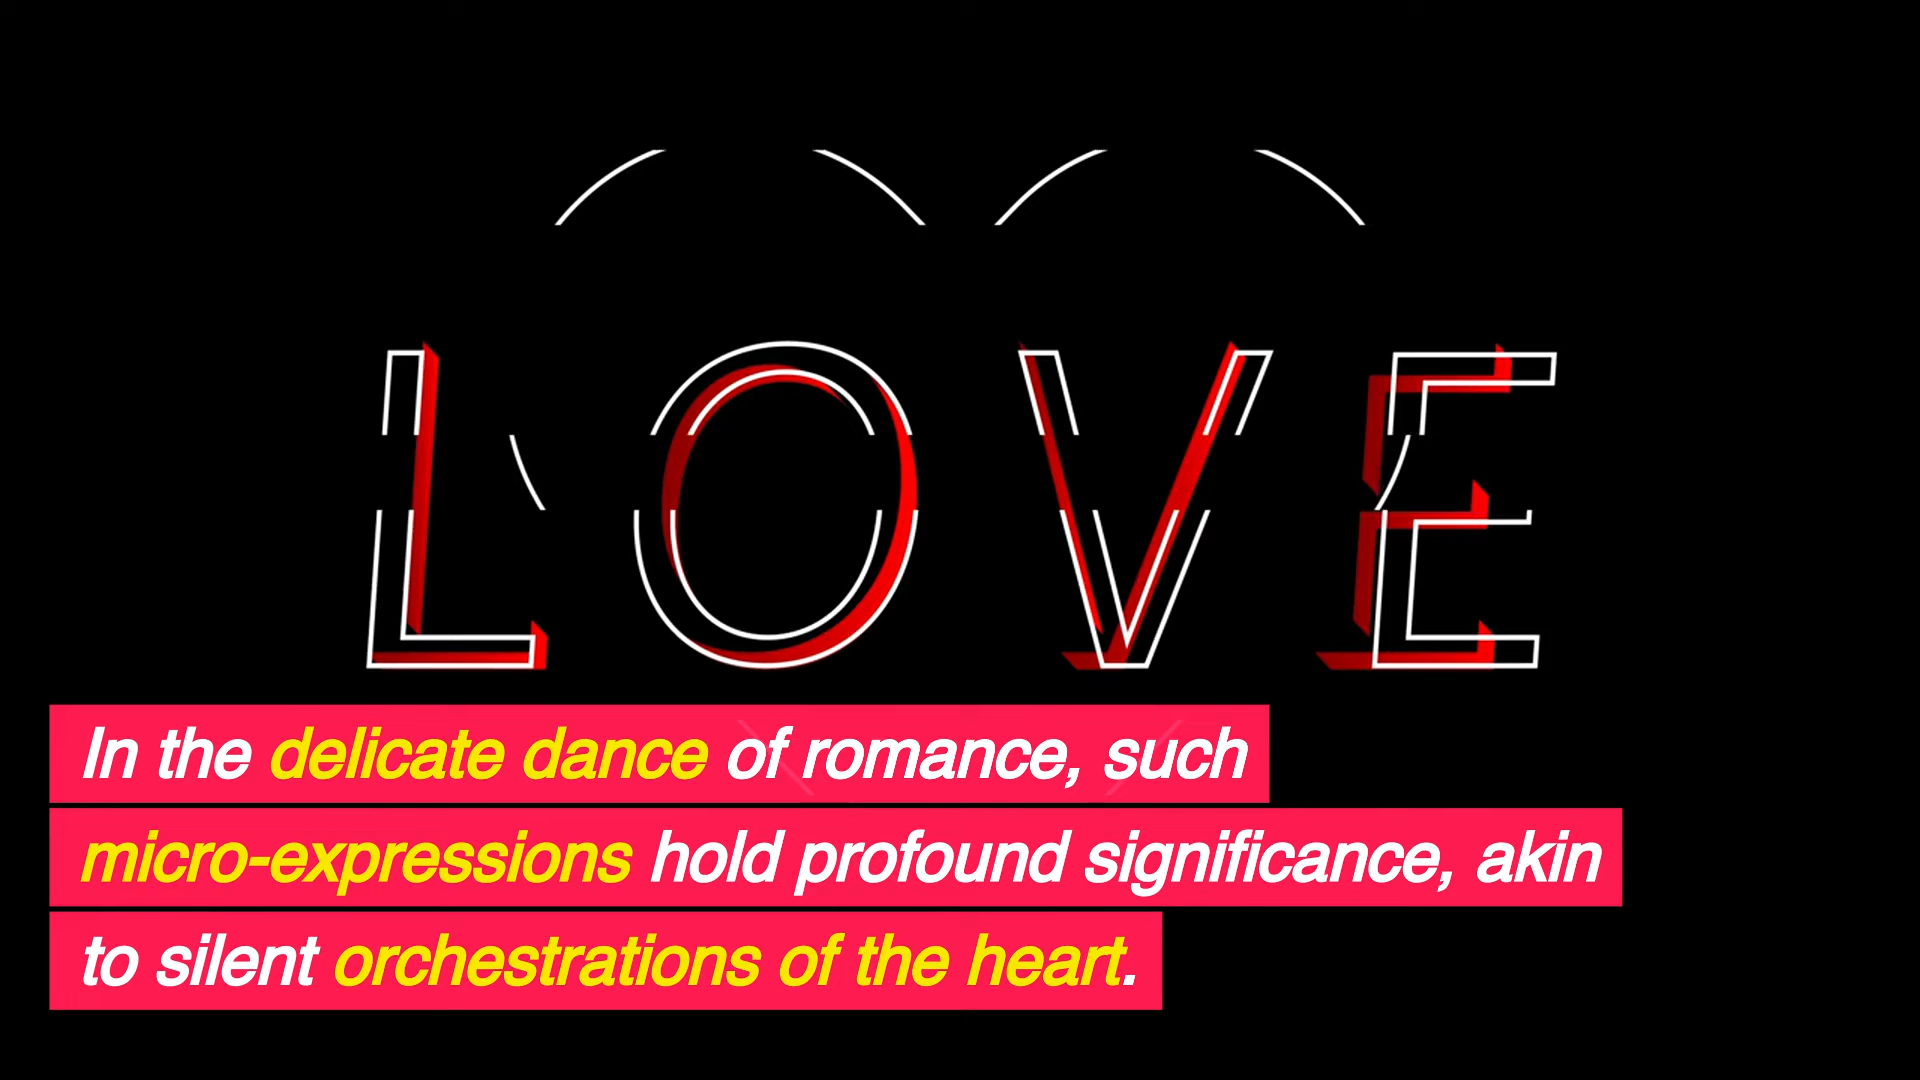 LOVE
In the delicate dance of romance, such
micro-expressions hold profound significance, akin
to silent orchestrations of the heart.